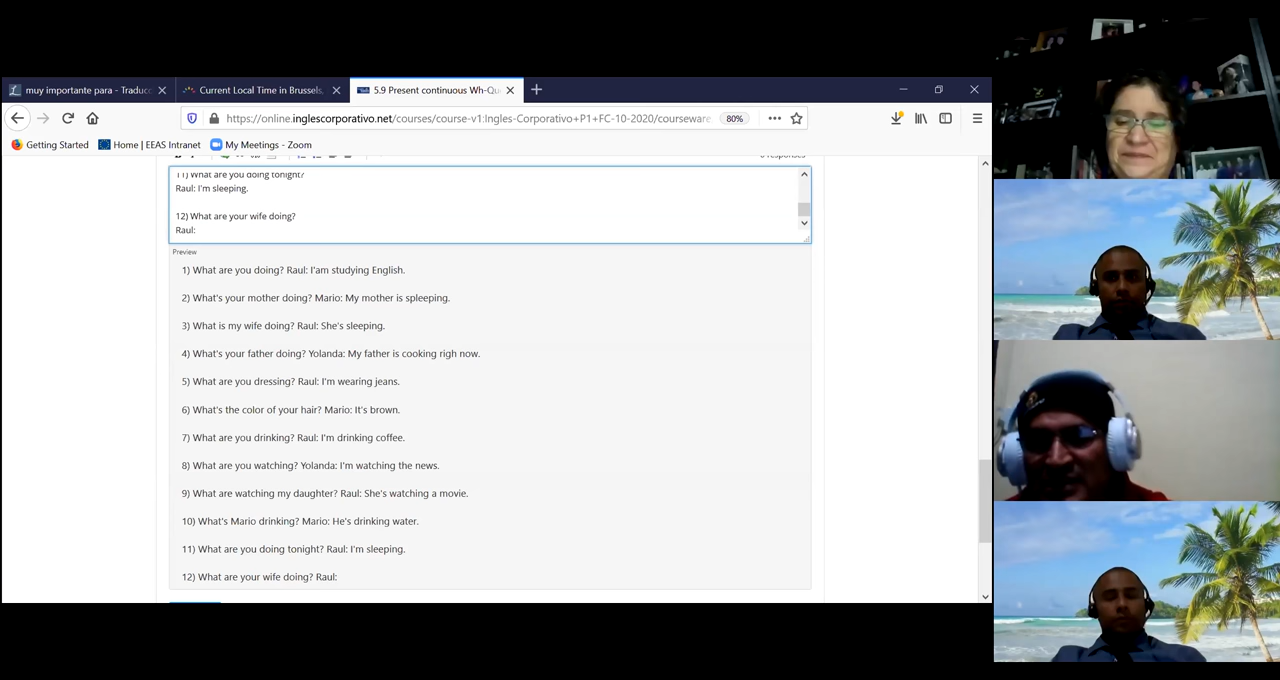 muy importante para - Traducc
Current Local Time in Brussels,
5.9 Present continuous Wh-Qu
https://online.inglescorporativo.net/courses/course-v1:Ingles-Corporativo+P1+FC-10-2020/courseware
80%
Getting Started
Home | EEAS Intranet
My Meetings - Zoom
11) What are you doing tonight?
Raul: I'm sleeping.
12) What are your wife doing?
Raul:
Preview
1) What are you doing? Raul: I'am studying English.
2) What's your mother doing? Mario: My mother is spleeping.
3) What is my wife doing? Raul: She's sleeping.
4) What's your father doing? Yolanda: My father is cooking righ now.
5) What are you dressing? Raul: I'm wearing jeans.
6) What's the color of your hair? Mario: It's brown.
7) What are you drinking? Raul: I'm drinking coffee.
8) What are you watching? Yolanda: I'm watching the news.
9) What are watching my daughter? Raul: She's watching a movie.
10) What's Mario drinking? Mario: He's drinking water.
11) What are you doing tonight? Raul: I'm sleeping.
12) What are your wife doing? Raul: